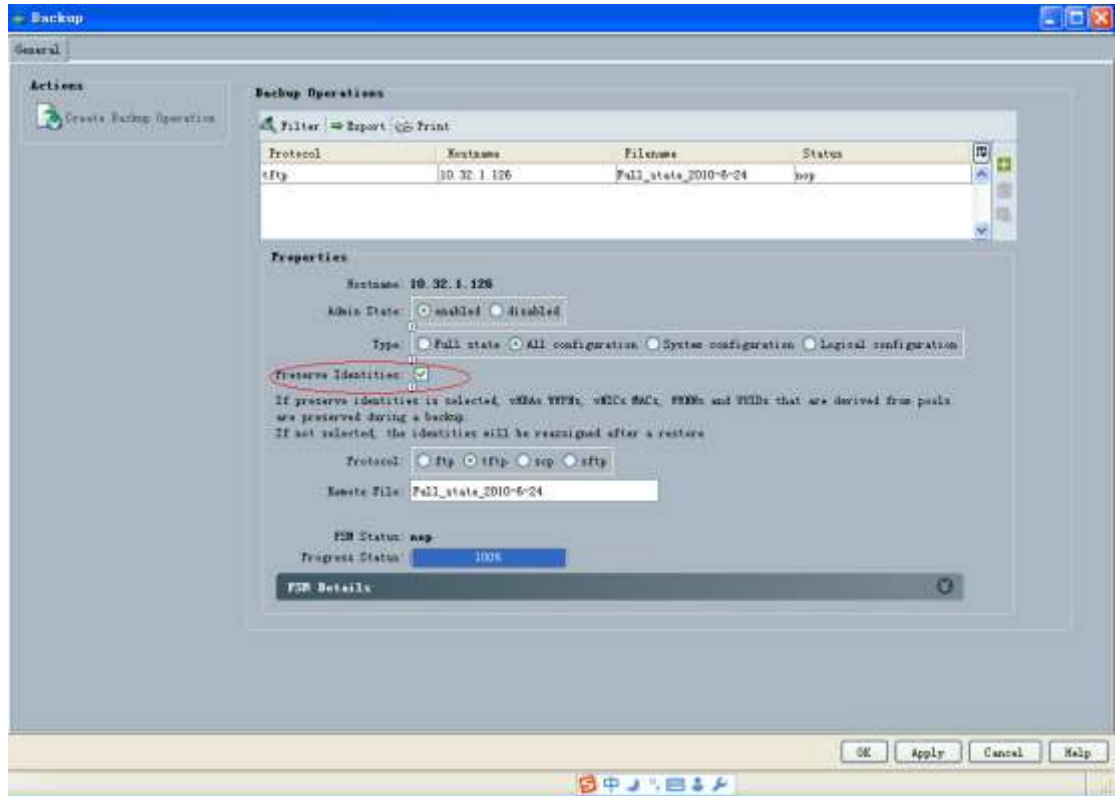 Backup
General
Actions
Create Backup Operation
Backup Operations
Filter Export Print
Protocol Hostname Filename Status
tftp 10.32.1.126 Full_state_2010-6-24 nop
Properties
Hostname: 10.32.1.126
Admin State: enabled disabled
Type: Full state All configuration System configuration Logical configuration
Preserve Identities:
If preserve identities is selected, vHBAs WWPNs, vNICs MACs, WWNNs and UUIDs that are derived from pools
are preserved during a backup.
If not selected, the identities will be reassigned after a restore
Protocol: ftp tftp scp sftp
Remote File: Full_state_2010-6-24
FSM Status: nop
Progress Status: 100%
FSM Details
OK Apply Cancel Help
中